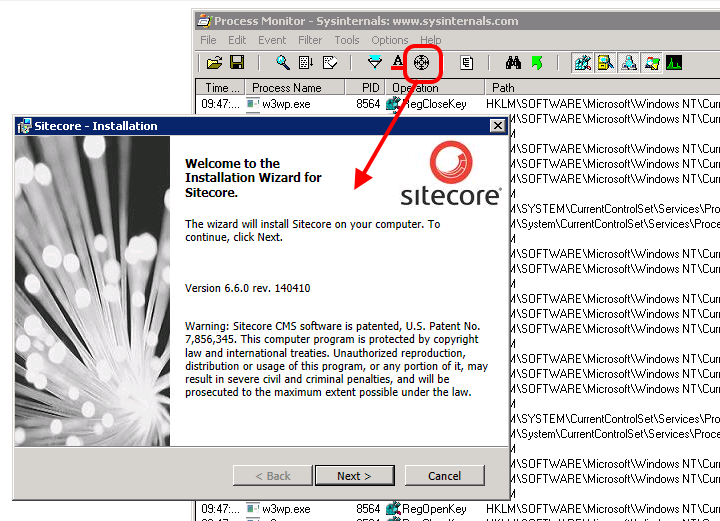 Process Monitor - Sysinternals: www.sysinternals.com
File Edit Event Filter Tools Options Help
Time ... Process Name PID Operation Path
09:47:... w3wp.exe 8564 RegCloseKey HKLM\SOFTWARE\Microsoft\Windows NT\Curr
Sitecore - Installation
Welcome to the
Installation Wizard for
Sitecore.
sitecore
The wizard will install Sitecore on your computer. To
continue, click Next.
Version 6.6.0 rev. 140410
Warning: Sitecore CMS software is patented, U.S. Patent No.
7,856,345. This computer program is protected by copyright
law and international treaties. Unauthorized reproduction,
distribution or usage of this program, or any portion of it, may
result in severe civil and criminal penalties, and will be
prosecuted to the maximum extent possible under the law.
< Back Next > Cancel
M\SOFTWARE\Microsoft\Windows NT\Curr
M\SOFTWARE\Microsoft\Windows NT\Curr
M\SOFTWARE\Microsoft\Windows NT\Curr
M
M\SYSTEM\CurrentControlSet\Services\Proc
M\System\CurrentControlSet\Services\Proce
M
M\SOFTWARE\Microsoft\Windows NT\Curr
M\SOFTWARE\Microsoft\Windows NT\Curr
M\SOFTWARE\Microsoft\Windows NT\Curr
M\SOFTWARE\Microsoft\Windows NT\Curr
M\SOFTWARE\Microsoft\Windows NT\Curr
M\SOFTWARE\Microsoft\Windows NT\Curr
M
M\SOFTWARE\Microsoft\Windows NT\Curr
M\SOFTWARE\Microsoft\Windows NT\Curr
M\SOFTWARE\Microsoft\Windows NT\Curr
M
M\SYSTEM\CurrentControlSet\Services\Proc
M\System\CurrentControlSet\Services\Proce
M
M\SOFTWARE\Microsoft\Windows NT\Curr
M\SOFTWARE\Microsoft\Windows NT\Curr
M\SOFTWARE\Microsoft\Windows NT\Curr
09:47:... w3wp.exe 8564 RegOpenKey HKLM\SOFTWARE\Microsoft\Windows NT\Curr